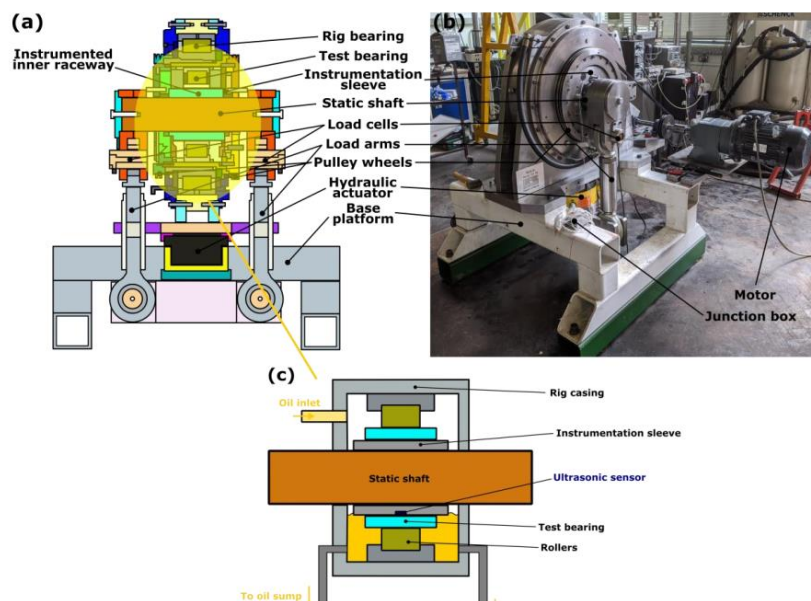 (a)
Rig bearing
Instrumented
inner raceway
Test bearing
Instrumentation
sleeve
Static shaft
Load cells
Load arms
Pulley wheels
Hydraulic
actuator
Base
platform
(b)
SCHENCK
Motor
Junction box
(c)
Rig casing
Oil inlet
Instrumentation sleeve
Static shaft
Ultrasonic sensor
Test bearing
Rollers
To oil sump